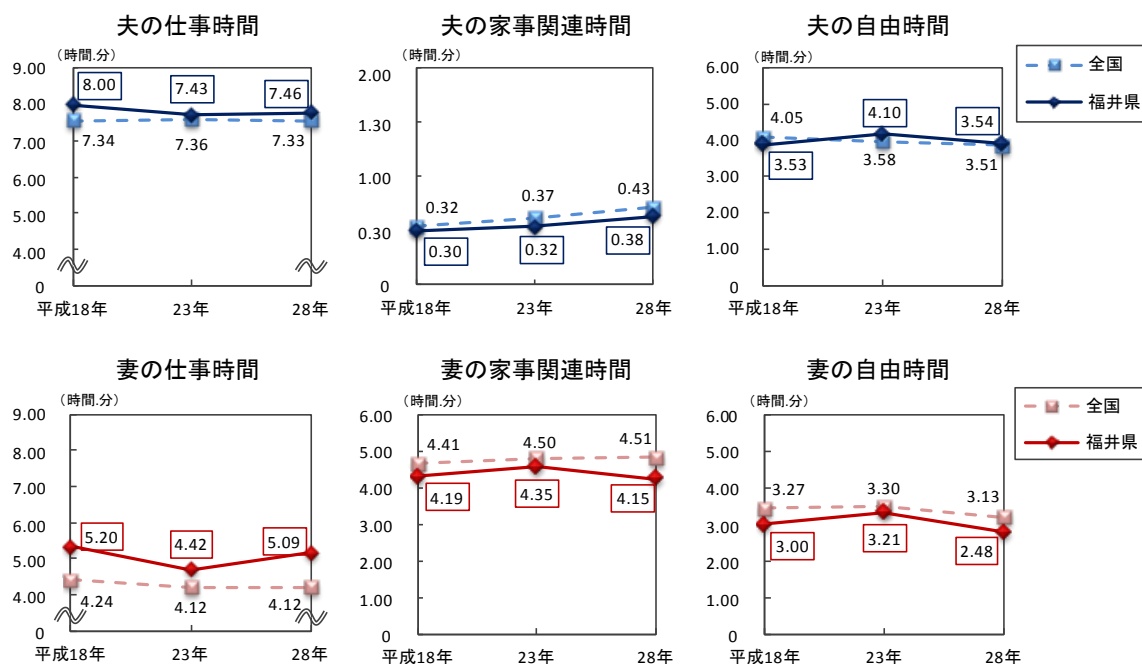 夫の仕事時間
（時間.分）
9.00
8.00
7.00
6.00
5.00
4.00
0
8.00
7.43
7.46
7.34
7.36
7.33
平成18年
23年
28年
夫の家事関連時間
（時間.分）
2.00
1.30
1.00
0.30
0
0.32
0.37
0.43
0.30
0.32
0.38
平成18年
23年
28年
夫の自由時間
（時間.分）
6.00
5.00
4.00
3.00
2.00
1.00
0
4.05
4.10
3.54
3.53
3.58
3.51
平成18年
23年
28年
全国
福井県
妻の仕事時間
（時間.分）
9.00
8.00
7.00
6.00
5.00
4.00
0
5.20
4.42
5.09
4.24
4.12
4.12
平成18年
23年
28年
妻の家事関連時間
（時間.分）
6.00
5.00
4.00
3.00
2.00
1.00
0
4.41
4.50
4.51
4.19
4.35
4.15
平成18年
23年
28年
妻の自由時間
（時間.分）
6.00
5.00
4.00
3.00
2.00
1.00
0
3.27
3.30
3.13
3.00
3.21
2.48
平成18年
23年
28年
全国
福井県